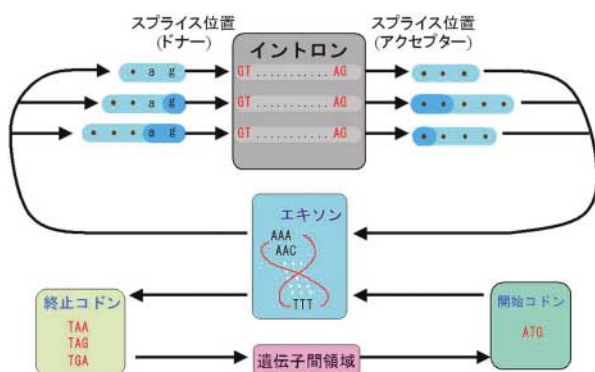 スプライス位置
(ドナー)
イントロン
スプライス位置
(アクセプター)
・ a g
GT ........... AG
・ ・ ・
・ ・ a g
GT ........... AG
・ ・ ・ ・ ・
・ ・ ・ a g
GT ........... AG
・ ・ ・ ・
エキソン
AAA
AAC
TTT
終止コドン
TAA
TAG
TGA
遺伝子間領域
開始コドン
ATG